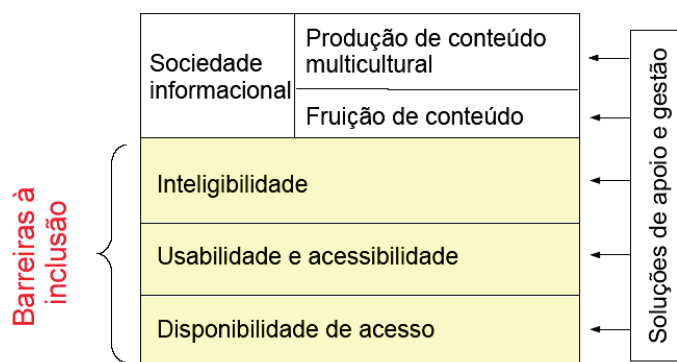 Sociedade
informacional
Produção de conteúdo
multicultural
Fruição de conteúdo
Inteligibilidade
Usabilidade e acessibilidade
Disponibilidade de acesso
Barreiras à
inclusão
Soluções de apoio e gestão